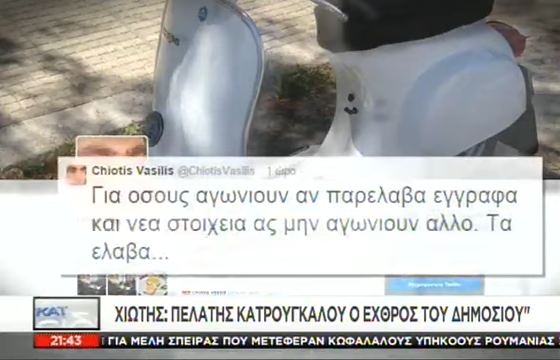 Chiotis Vasilis @ChiotisVasilis 1 ώρα
Για οσους αγωνιουν αν παρελαβα εγγραφα
και νεα στοιχεια ας μην αγωνιουν αλλο. Τα
ελαβα...
ΚΑΤ
ΧΙΩΤΗΣ: ΠΕΛΑΤΗΣ ΚΑΤΡΟΥΓΚΑΛΟΥ Ο ΕΧΘΡΟΣ ΤΟΥ ΔΗΜΟΣΙΟΥ"
21:43 ΓΙΑ ΜΕΛΗ ΣΠΕΙΡΑΣ ΠΟΥ ΜΕΤΕΦΕΡΑΝ ΚΩΦΑΛΑΛΟΥΣ ΥΠΗΚΟΟΥΣ ΡΟΥΜΑΝΙΑΣ